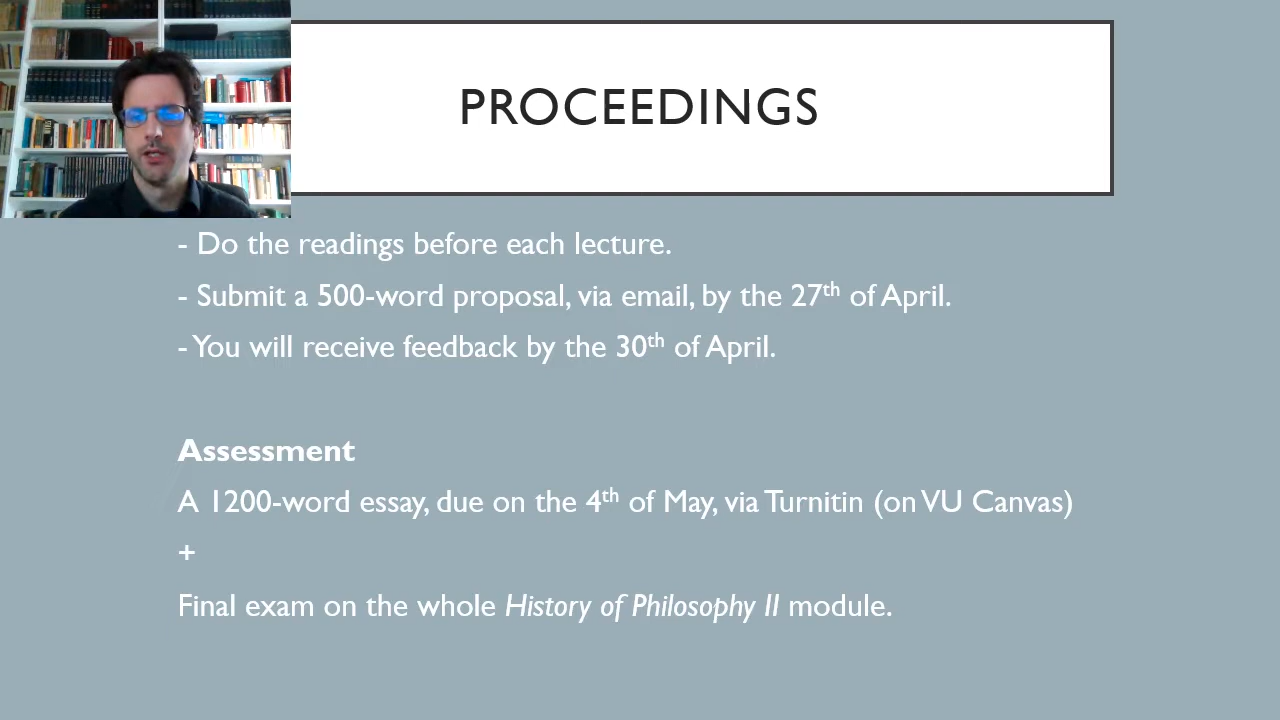 PROCEEDINGS
- Do the readings before each lecture.
- Submit a 500-word proposal, via email, by the 27th of April.
- You will receive feedback by the 30th of April.
Assessment
A 1200-word essay, due on the 4th of May, via Turnitin (on VU Canvas)
+
Final exam on the whole History of Philosophy II module.